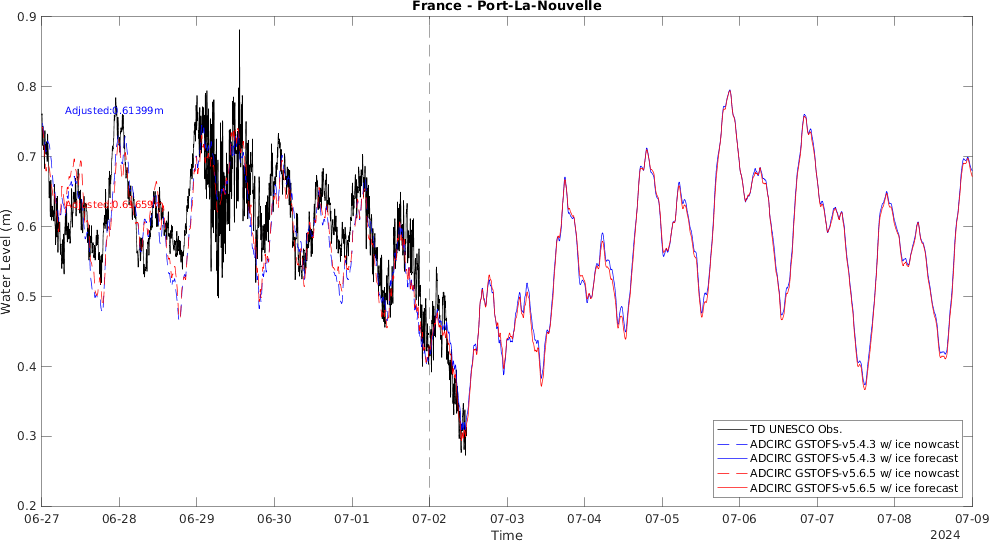 France - Port-La-Nouvelle
0.9
0.8
0.7
0.6
0.5
0.4
0.3
0.2
Water Level (m)
Adjusted:0.61399m
TD UNESCO Obs.
ADCIRC GSTOFS-v5.4.3 w/ ice nowcast
ADCIRC GSTOFS-v5.4.3 w/ ice forecast
ADCIRC GSTOFS-v5.6.5 w/ ice nowcast
ADCIRC GSTOFS-v5.6.5 w/ ice forecast
06-27 06-28 06-29 06-30 07-01 07-02 07-03 07-04 07-05 07-06 07-07 07-08 07-09
Time
2024